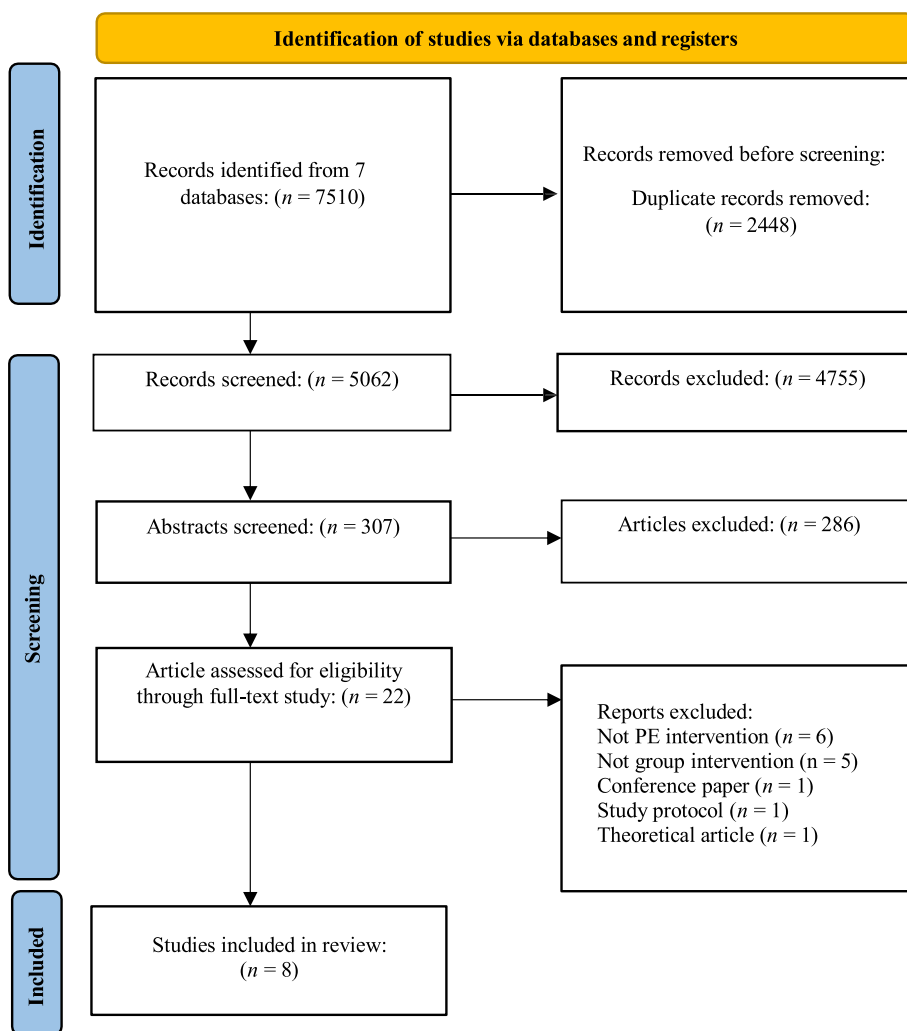 Identification of studies via databases and registers
Identification
Records identified from 7
databases: (n = 7510)
Records removed before screening:
Duplicate records removed:
(n = 2448)
Screening
Records screened: (n = 5062)
Records excluded: (n = 4755)
Abstracts screened: (n = 307)
Articles excluded: (n = 286)
Article assessed for eligibility
through full-text study: (n = 22)
Reports excluded:
Not PE intervention (n = 6)
Not group intervention (n = 5)
Conference paper (n = 1)
Study protocol (n = 1)
Theoretical article (n = 1)
Included
Studies included in review:
(n = 8)